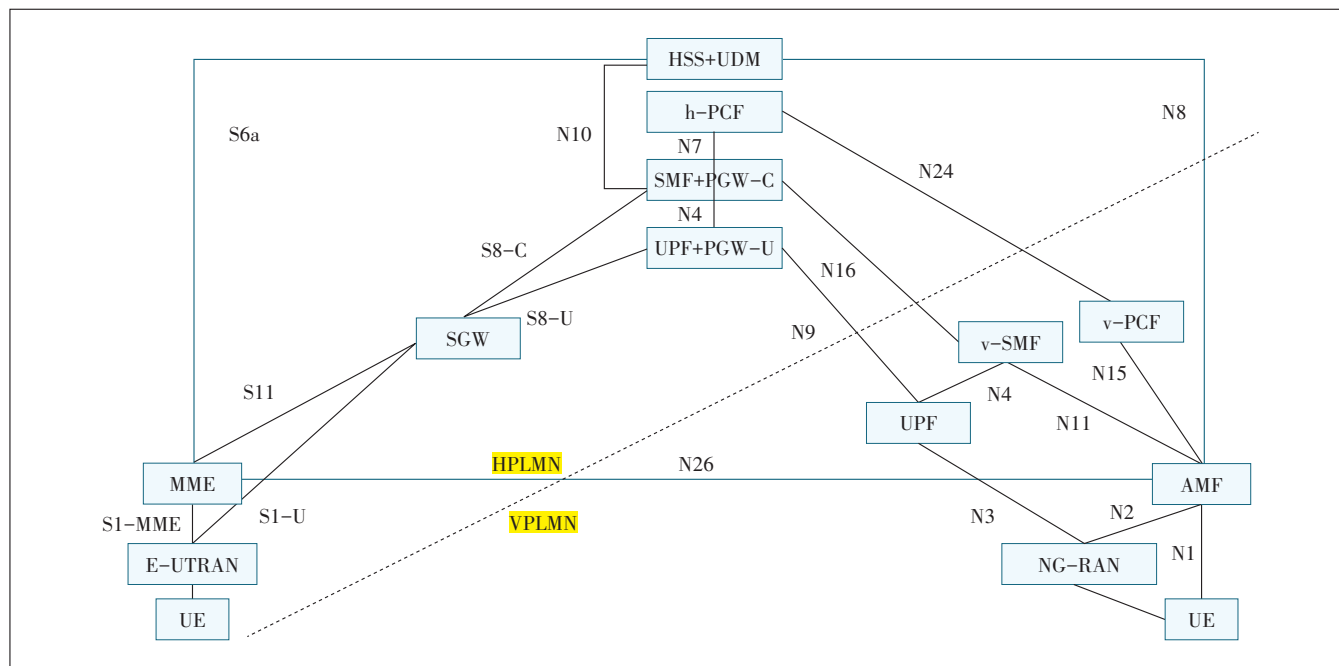 HSS+UDM
h-PCF
N8
S6a
N10
N7
N24
SMF+PGW-C
N4
S8-C
UPF+PGW-U
N16
S8-U
v-PCF
SGW
N9
v-SMF
N15
S11
N4
UPF
N11
HPLMN
N26
MME
AMF
S1-MME
S1-U
VPLMN
N3
N2
E-UTRAN
NG-RAN
N1
UE
UE